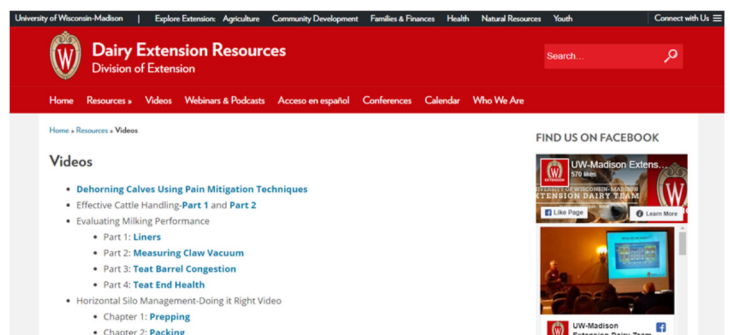 University of Wisconsin-Madison | Explore Extension: Agriculture Community Development Families & Finances Health Natural Resources Youth Connect with Us
Dairy Extension Resources
Division of Extension
Search...
Home Resources » Videos Webinars & Podcasts Acceso en español Conferences Calendar Who We Are
Home » Resources » Videos
Videos
• Dehorning Calves Using Pain Mitigation Techniques
• Effective Cattle Handling-Part 1 and Part 2
• Evaluating Milking Performance
• Part 1: Liners
• Part 2: Measuring Claw Vacuum
• Part 3: Teat Barrel Congestion
• Part 4: Teat End Health
• Horizontal Silo Management-Doing it Right Video
• Chapter 1: Prepping
• Chapter 2: Packing
FIND US ON FACEBOOK
UW-Madison Extens...
570 likes
EXTENSION DAIRY TEAM
Like Page
Learn More
UW-Madison
Extension Dairy Team